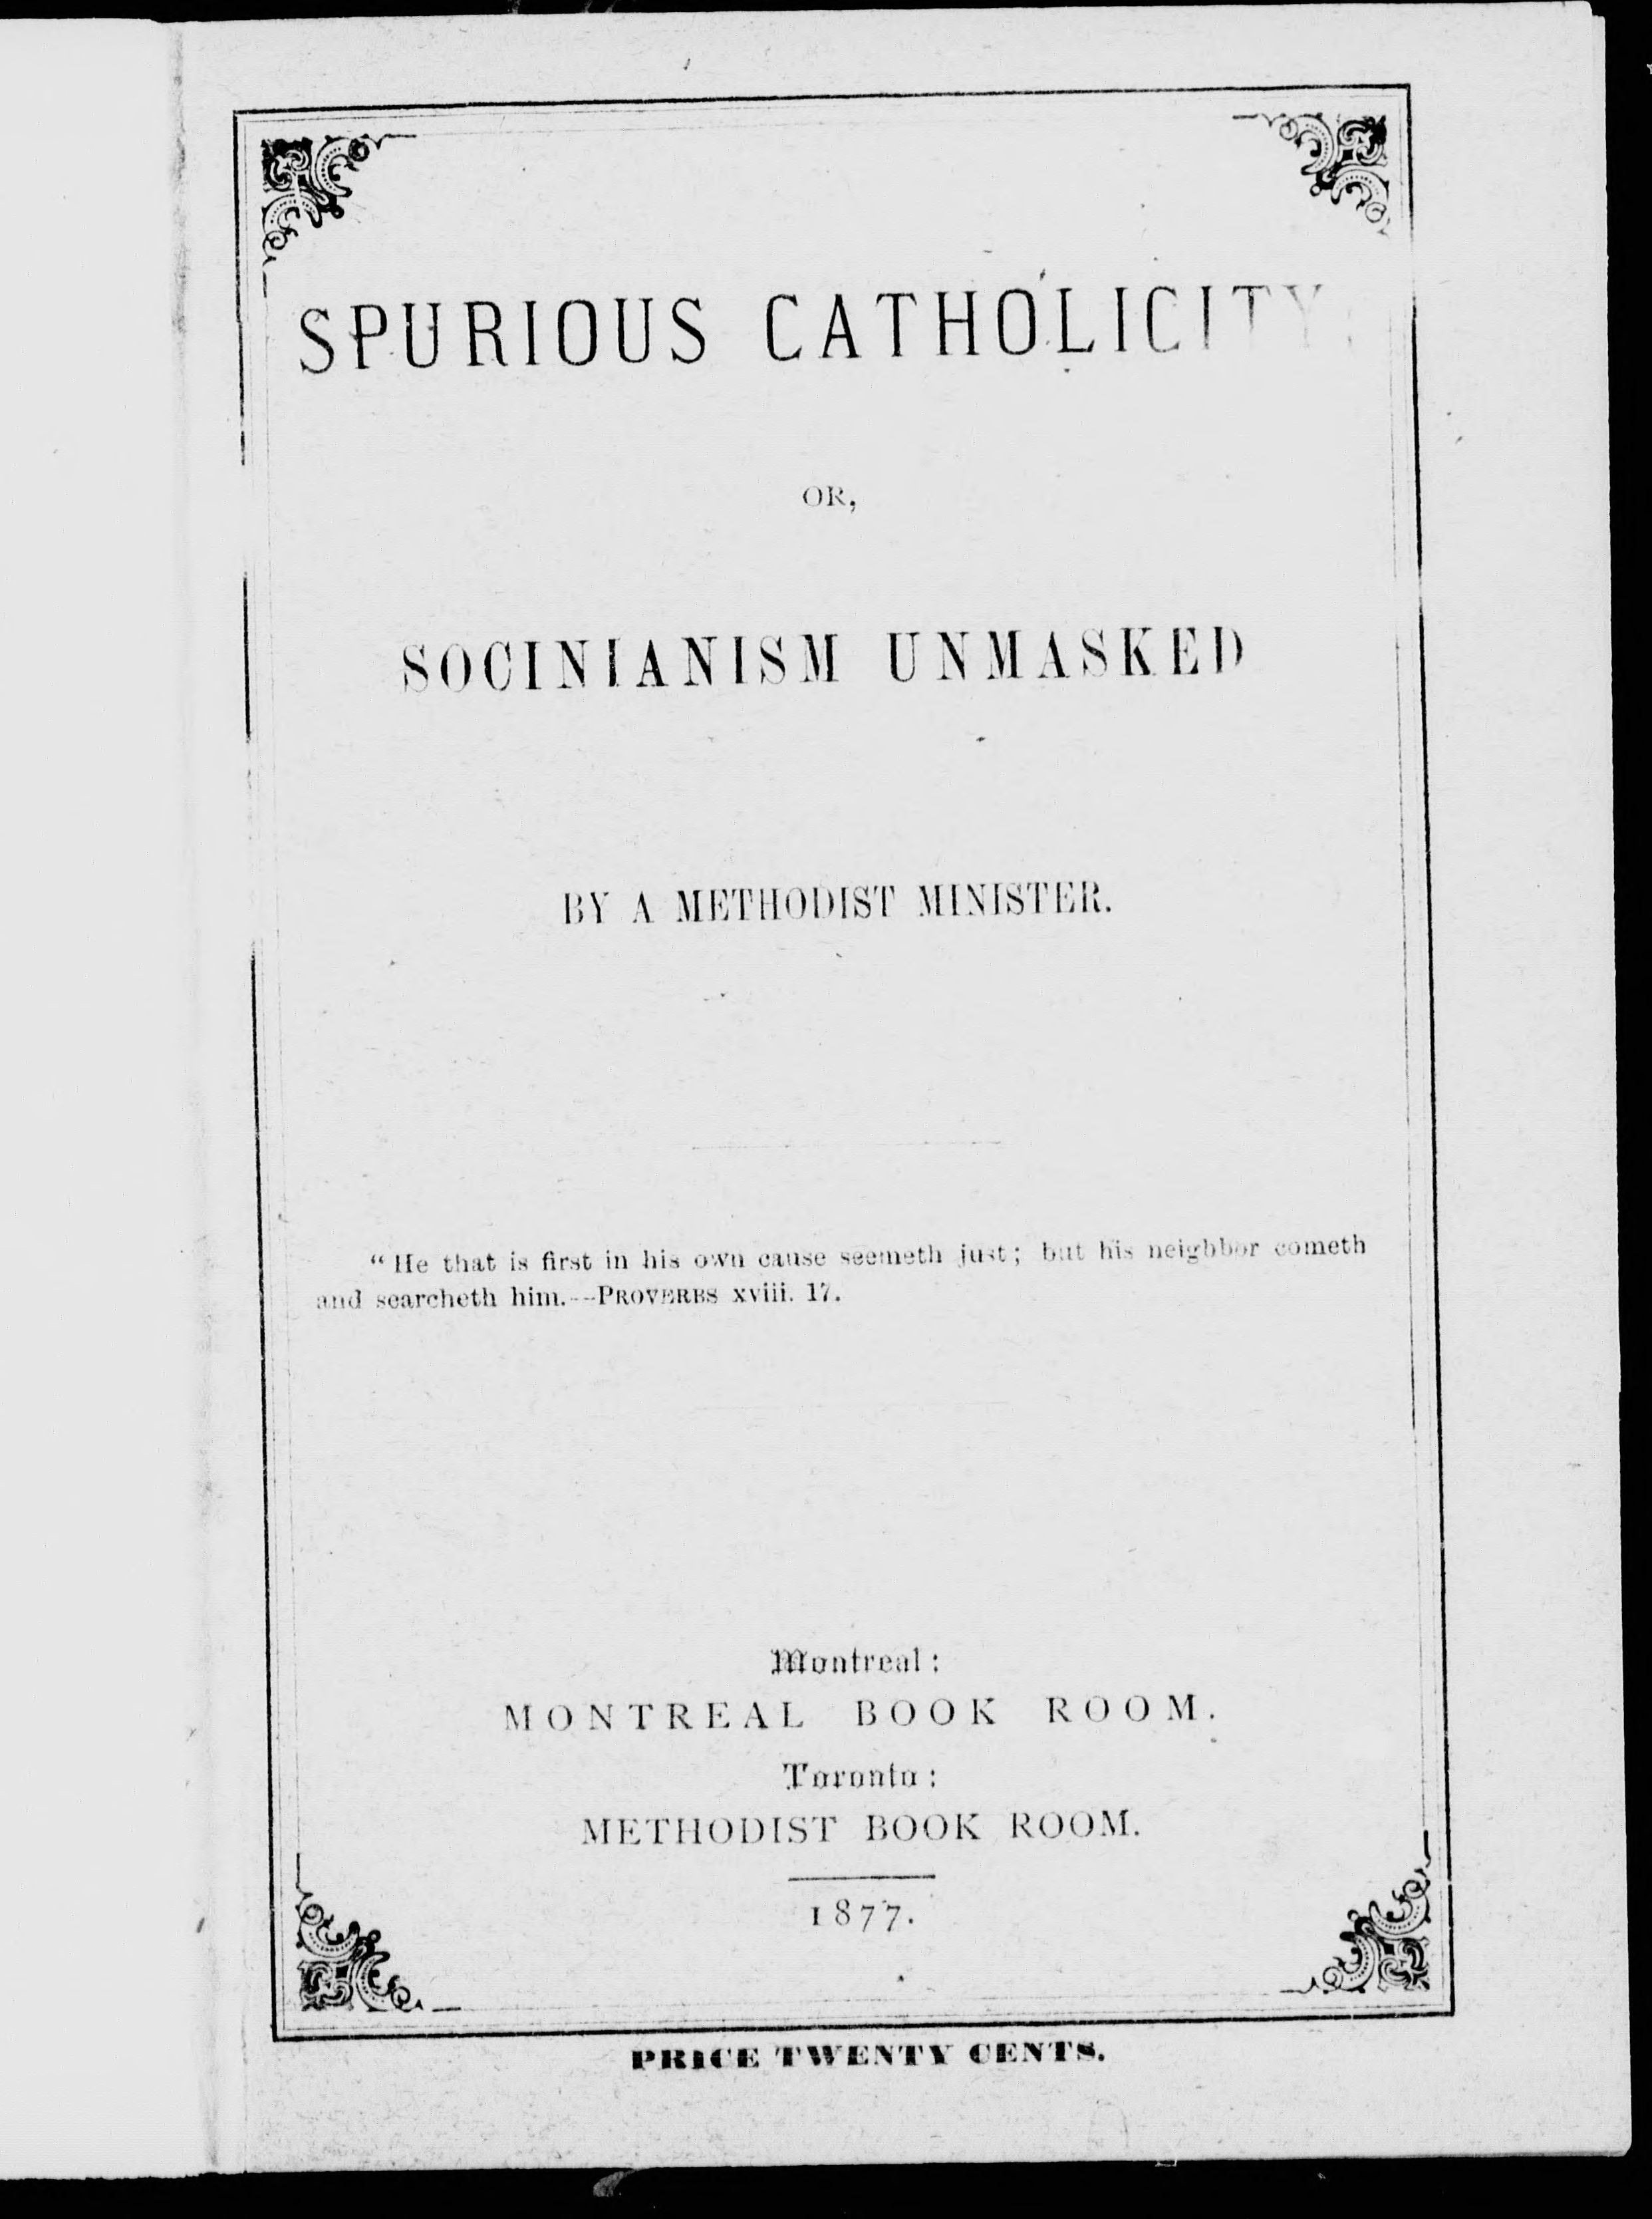 SPURIOUS CATHOLICITY;
OR,
SOCINIANISM UNMASKED
BY A METHODIST MINISTER.
“He that is first in his own cause seemeth just; but his neighbor cometh
and searcheth him.--PROVERBS xviii. 17.
Montreal:
MONTREAL BOOK ROOM.
Toronto:
METHODIST BOOK ROOM.
1877.
PRICE TWENTY CENTS.